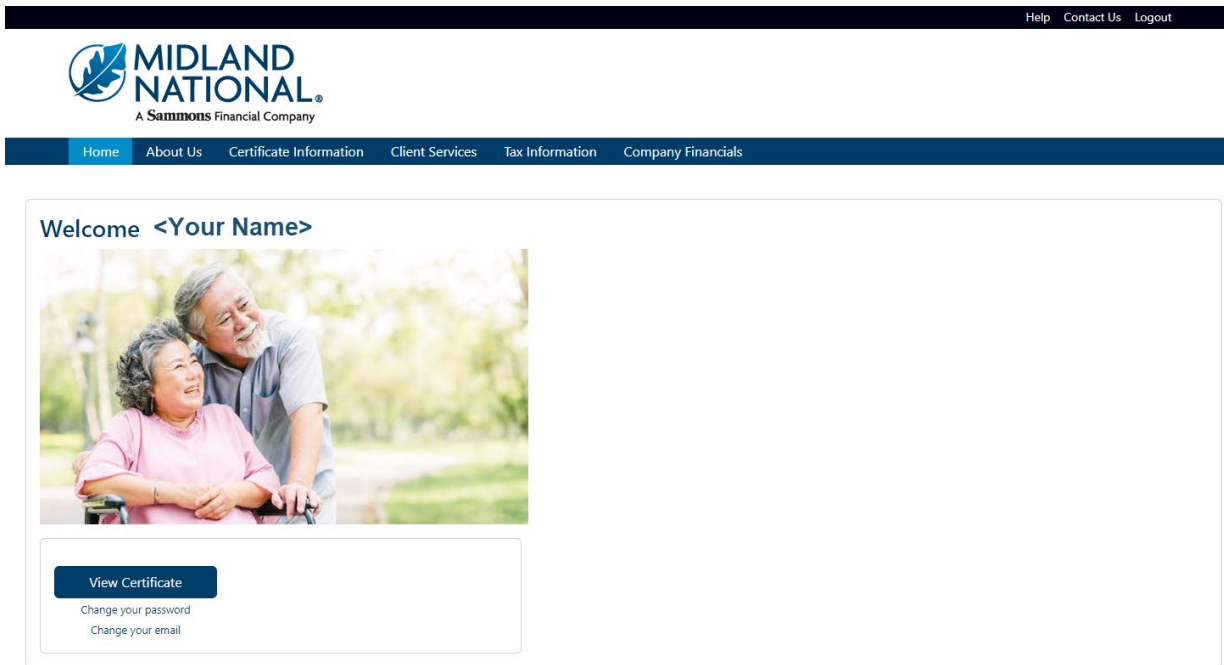 Help Contact Us Logout
MIDLAND
NATIONAL®
A Sammons Financial Company
Home About Us Certificate Information Client Services Tax Information Company Financials
Welcome <Your Name>
View Certificate
Change your password
Change your email